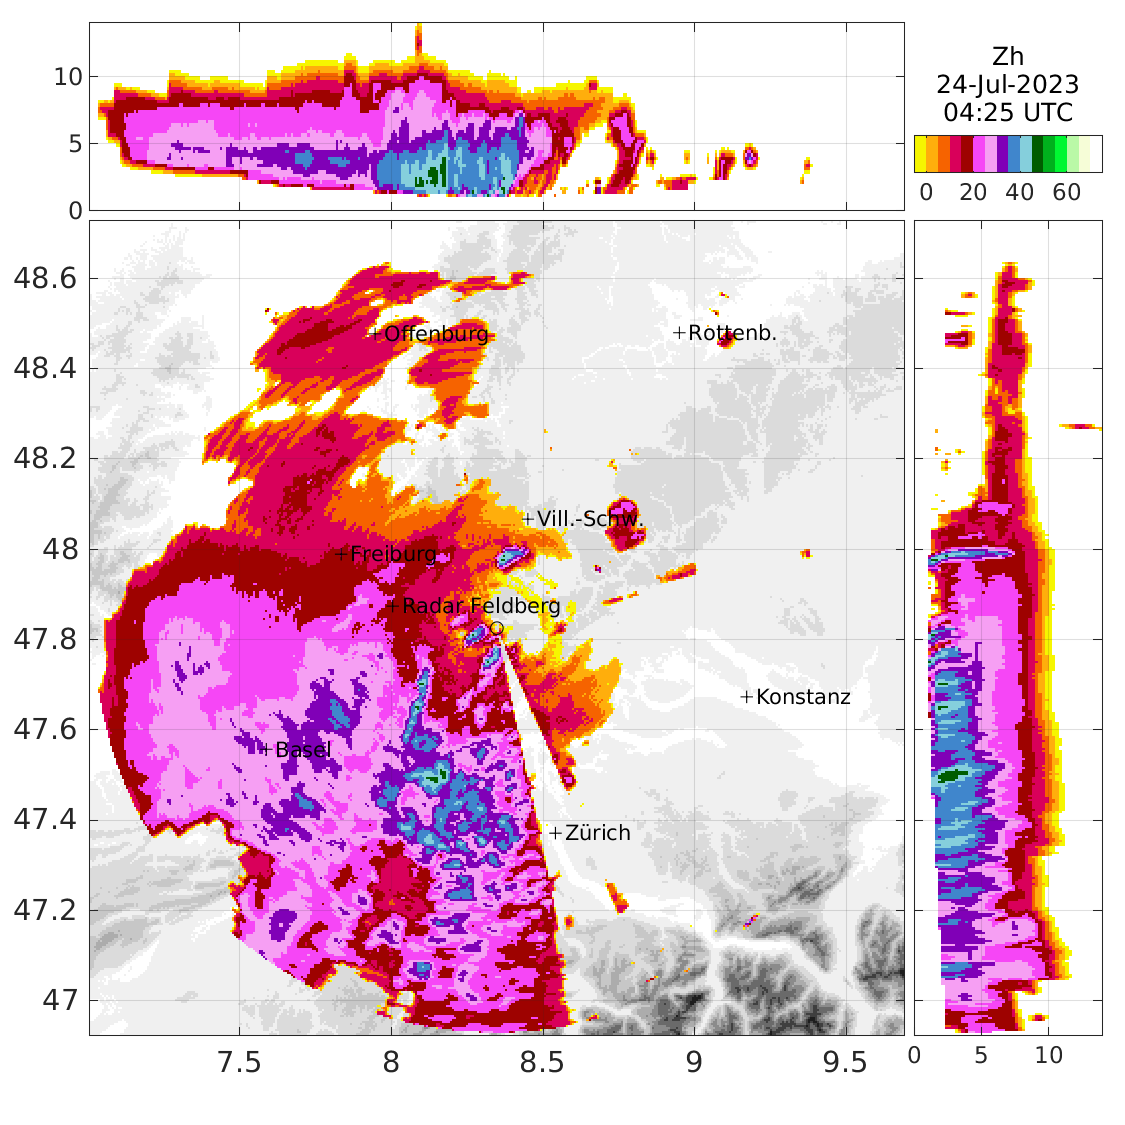 10
5
0
Zh
24-Jul-2023
04:25 UTC
0 20 40 60
48.6
48.4
48.2
48
47.8
47.6
47.4
47.2
47
+Offenburg
+Rottenb.
+Vill.-Schw.
+Freiburg
+Radar Feldberg
+Konstanz
+Basel
+Zürich
7.5 8 8.5 9 9.5
0 5 10